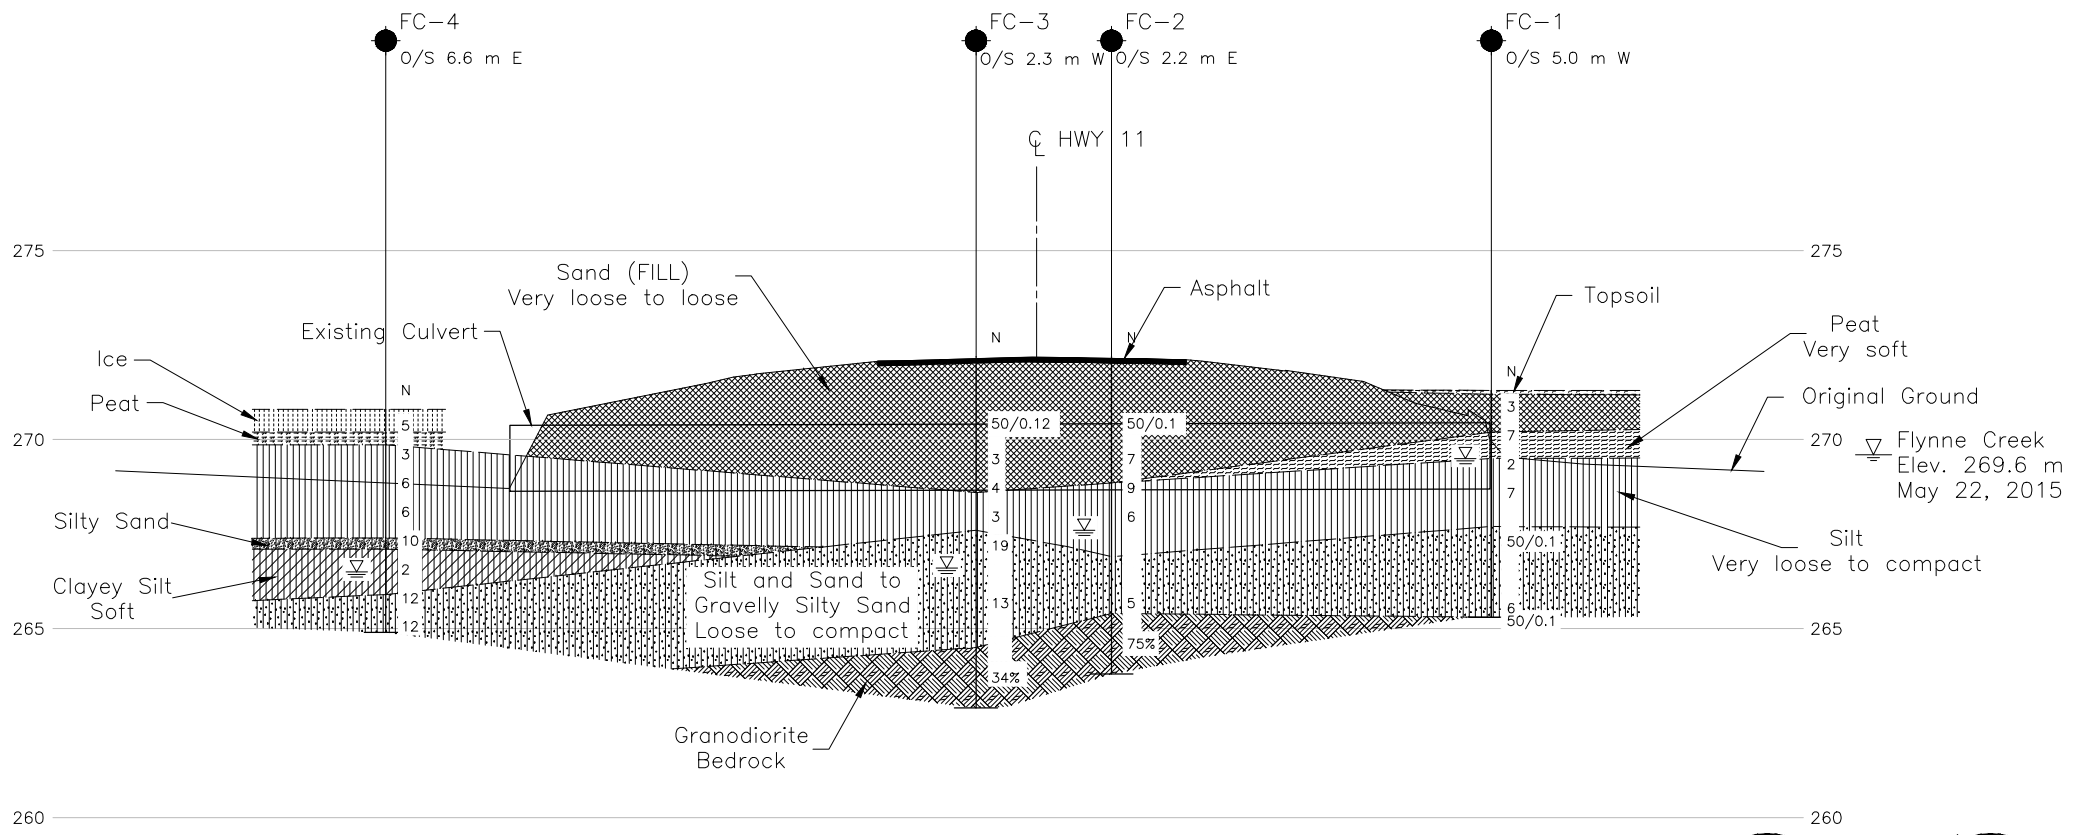 FC-4
O/S 6.6 m E
FC-3
O/S 2.3 m W
FC-2
O/S 2.2 m E
FC-1
O/S 5.0 m W
℄ HWY 11
275
275
Sand (FILL)
Very loose to loose
Asphalt
Topsoil
Existing Culvert
Peat
Very soft
Ice
Peat
Original Ground
N
N
N
N
270
270
Flynne Creek
Elev. 269.6 m
May 22, 2015
5
3
6
6
10
2
12
12
50/0.12
3
4
3
19
13
34%
50/0.1
7
9
6
5
75%
3
7
2
7
50/0.1
6
50/0.1
Silty Sand
Clayey Silt
Soft
Silt and Sand to
Gravelly Silty Sand
Loose to compact
Silt
Very loose to compact
265
265
Granodiorite
Bedrock
260
260